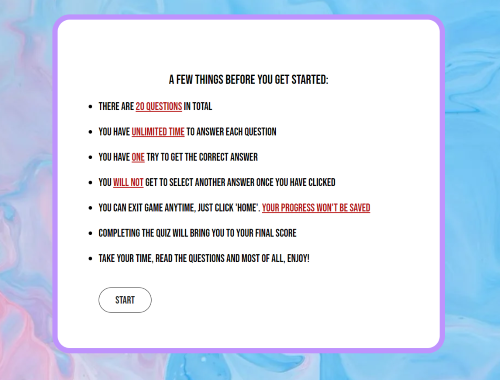 A FEW THINGS BEFORE YOU GET STARTED:
THERE ARE 20 QUESTIONS IN TOTAL
YOU HAVE UNLIMITED TIME TO ANSWER EACH QUESTION
YOU HAVE ONE TRY TO GET THE CORRECT ANSWER
YOU WILL NOT GET TO SELECT ANOTHER ANSWER ONCE YOU HAVE CLICKED
YOU CAN EXIT GAME ANYTIME, JUST CLICK 'HOME'. YOUR PROGRESS WON'T BE SAVED
COMPLETING THE QUIZ WILL BRING YOU TO YOUR FINAL SCORE
TAKE YOUR TIME, READ THE QUESTIONS AND MOST OF ALL, ENJOY!
START